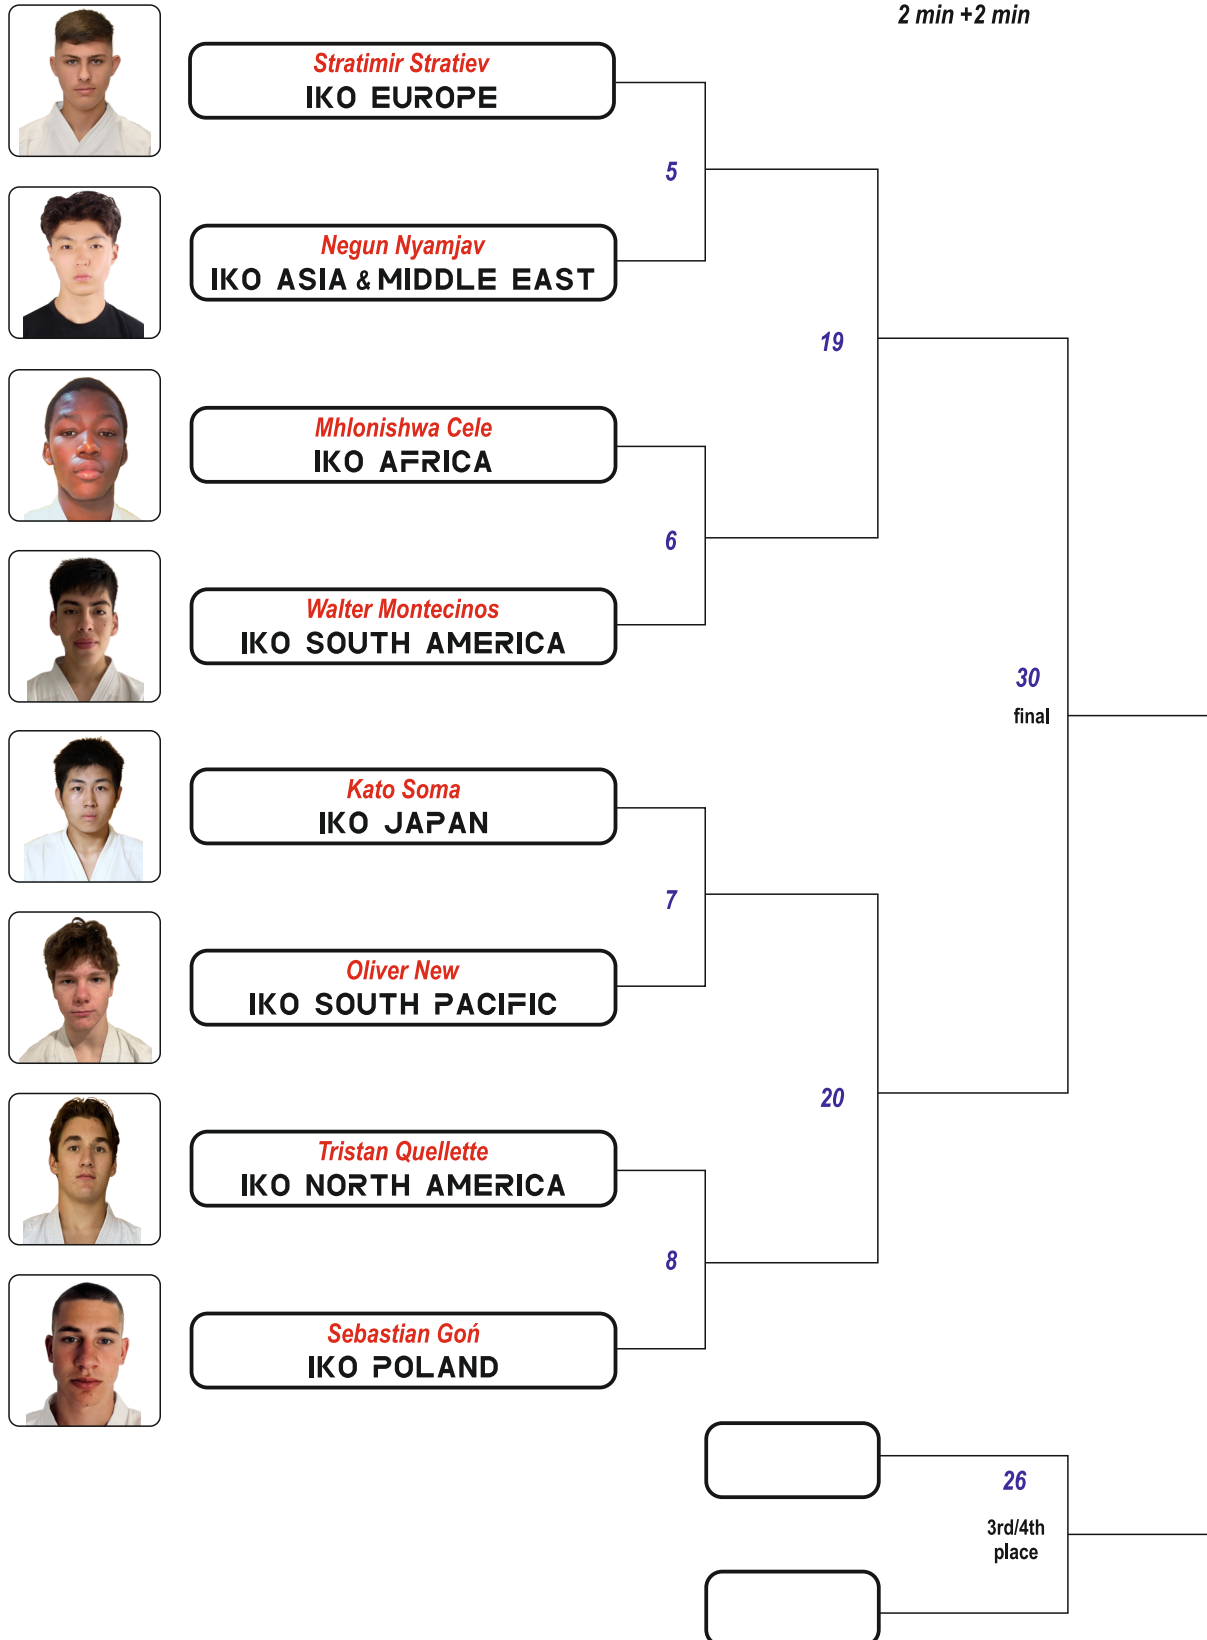 2 min +2 min
Stratimir Stratiev
IKO EUROPE
5
Negun Nyamjav
IKO ASIA & MIDDLE EAST
19
Mhlonishwa Cele
IKO AFRICA
6
Walter Montecinos
IKO SOUTH AMERICA
30
final
Kato Soma
IKO JAPAN
7
Oliver New
IKO SOUTH PACIFIC
20
Tristan Quellette
IKO NORTH AMERICA
8
Sebastian Goń
IKO POLAND
26
3rd/4th
place